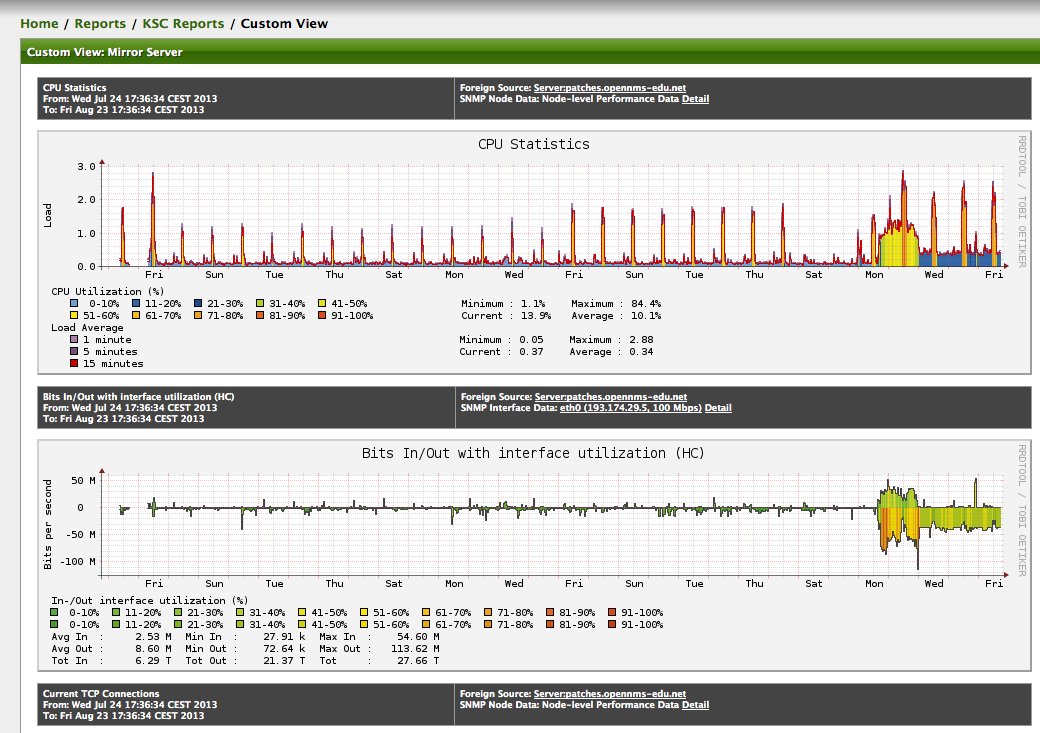 Home / Reports / KSC Reports / Custom View
Custom View: Mirror Server
CPU Statistics
From: Wed Jul 24 17:36:34 CEST 2013
To: Fri Aug 23 17:36:34 CEST 2013
Foreign Source: Server:patches.opennms-edu.net
SNMP Node Data: Node-level Performance Data Detail
CPU Statistics
RRDTOOL / TOBI OETIKER
Load
3.0
2.0
1.0
0.0
Fri Sun Tue Thu Sat Mon Wed Fri Sun Tue Thu Sat Mon Wed Fri
CPU Utilization (%)
0-10% 11-20% 21-30% 31-40% 41-50% Minimum : 1.1% Maximum : 84.4%
51-60% 61-70% 71-80% 81-90% 91-100% Current : 13.9% Average : 10.1%
Load Average
1 minute Minimum : 0.05 Maximum : 2.88
5 minutes Current : 0.37 Average : 0.34
15 minutes
Bits In/Out with interface utilization (HC)
From: Wed Jul 24 17:36:34 CEST 2013
To: Fri Aug 23 17:36:34 CEST 2013
Foreign Source: Server:patches.opennms-edu.net
SNMP Interface Data: eth0 (193.174.29.5, 100 Mbps) Detail
Bits In/Out with interface utilization (HC)
RRDTOOL / TOBI OETIKER
Bits per second
50 M
0
-50 M
-100 M
Fri Sun Tue Thu Sat Mon Wed Fri Sun Tue Thu Sat Mon Wed Fri
In-/Out interface utilization (%)
0-10% 11-20% 21-30% 31-40% 41-50% 51-60% 61-70% 71-80% 81-90% 91-100%
0-10% 11-20% 21-30% 31-40% 41-50% 51-60% 61-70% 71-80% 81-90% 91-100%
Avg In : 2.53 M Min In : 27.91 k Max In : 54.60 M
Avg Out : 8.60 M Min Out : 72.64 k Max Out : 113.62 M
Tot In : 6.29 T Tot Out : 21.37 T Tot : 27.66 T
Current TCP Connections
From: Wed Jul 24 17:36:34 CEST 2013
To: Fri Aug 23 17:36:34 CEST 2013
Foreign Source: Server:patches.opennms-edu.net
SNMP Node Data: Node-level Performance Data Detail